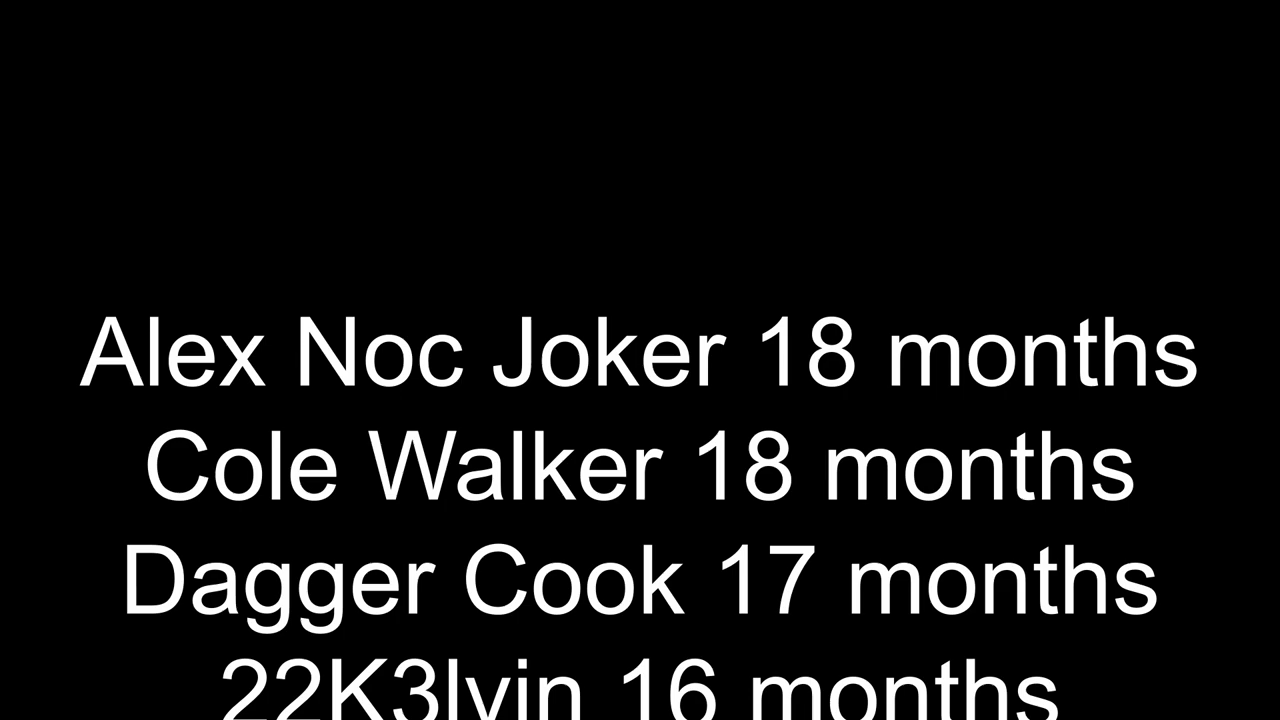 Alex Noc Joker 18 months
Cole Walker 18 months
Dagger Cook 17 months
22K3lvin 16 months